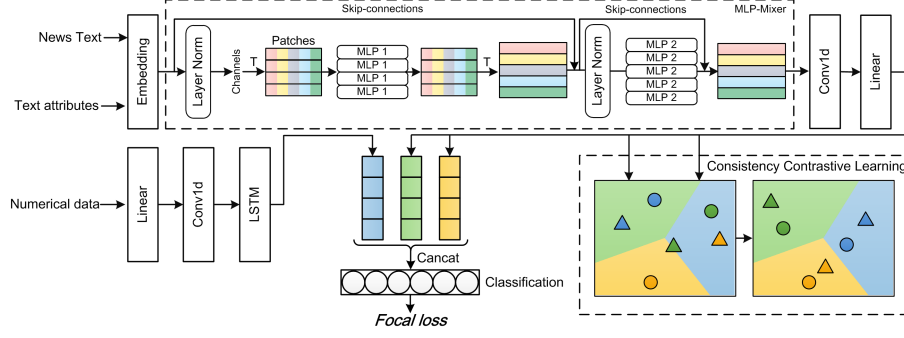 Skip-connections
Skip-connections
MLP-Mixer
News Text
Text attributes
Embedding
Layer Norm
Channels
T
Patches
MLP 1
MLP 1
MLP 1
MLP 1
T
Layer Norm
MLP 2
MLP 2
MLP 2
MLP 2
MLP 2
Conv1d
Linear
Numerical data
Linear
Conv1d
LSTM
Cancat
Classification
Focal loss
Consistency Contrastive Learning